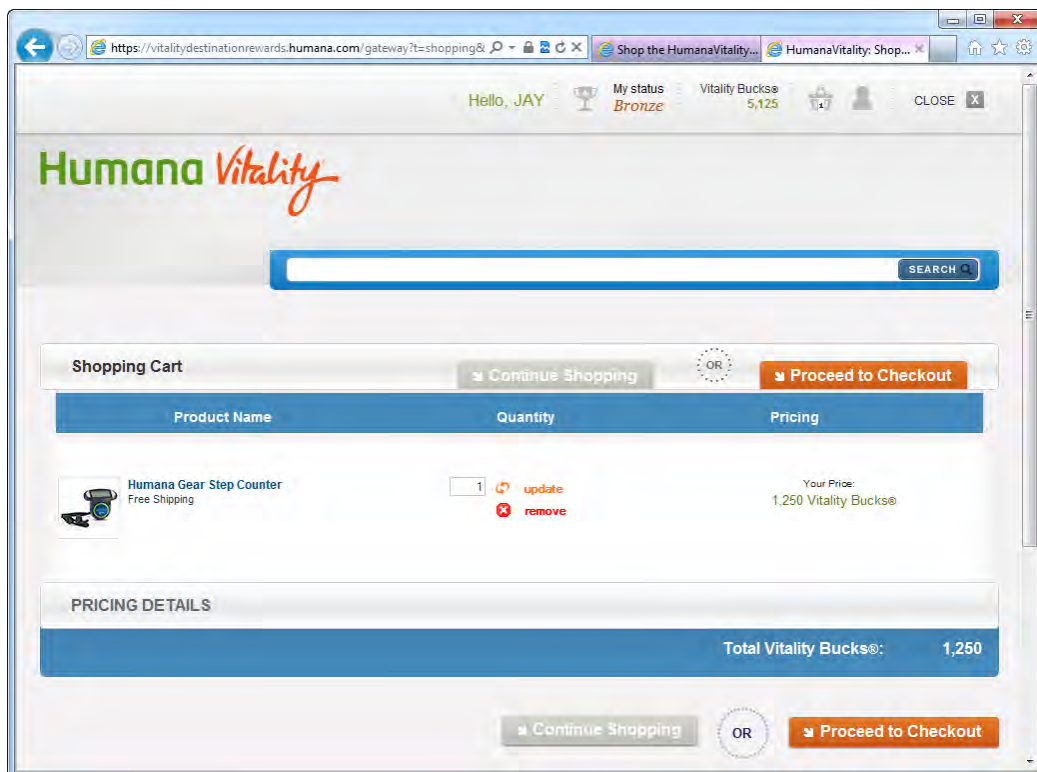 https://vitalitydestinationrewards.humana.com/gateway?t=shopping&
Shop the HumanaVitality...
HumanaVitality: Shop...
Hello, JAY
My status
Bronze
Vitality Bucks®
5,125
1
CLOSE X
Humana Vitality
SEARCH
Shopping Cart
Continue Shopping
OR
Proceed to Checkout
Product Name Quantity Pricing
Humana Gear Step Counter
Free Shipping
1 update
remove
Your Price:
1,250 Vitality Bucks®
PRICING DETAILS
Total Vitality Bucks®: 1,250
Continue Shopping
OR
Proceed to Checkout